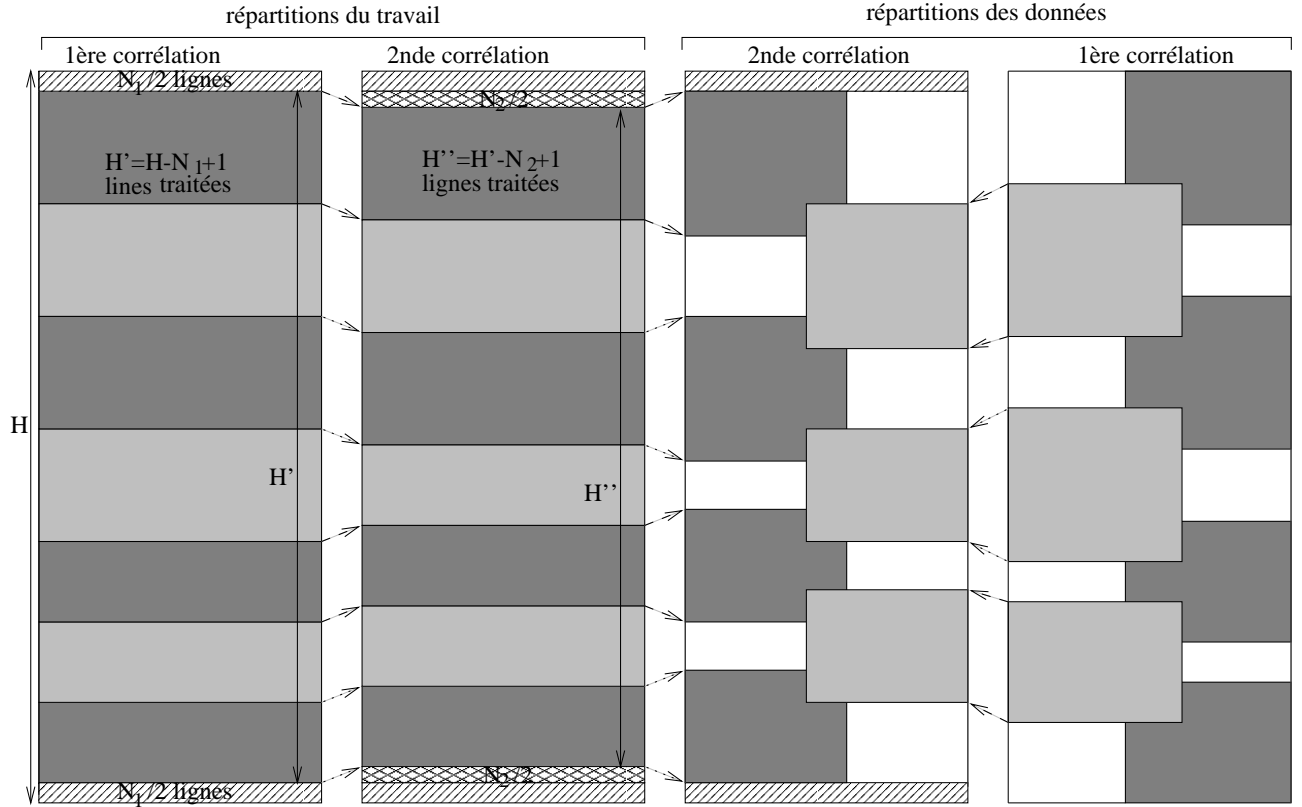 répartitions du travail
répartitions des données
1ère corrélation
2nde corrélation
2nde corrélation
1ère corrélation
N1/2 lignes
N2/2
H'=H-N1+1
lines traitées
H''=H'-N2+1
lignes traitées
H
H'
H''
N2/2
N1/2 lignes